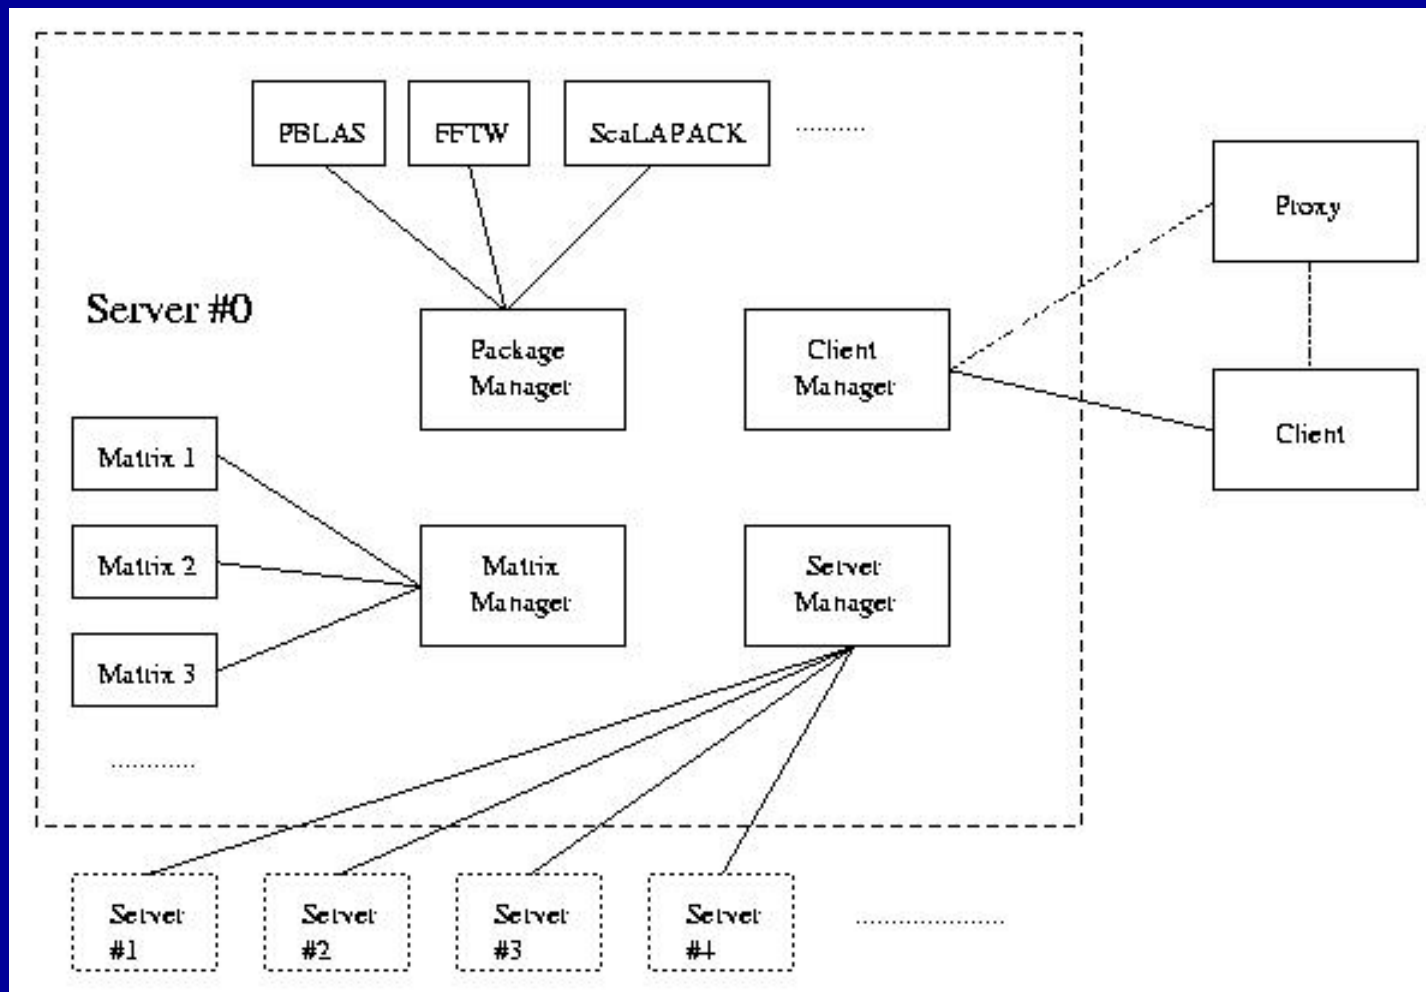 PBLAS
FFTW
ScaLAPACK
..........
Proxy
Server #0
Package
Manager
Client
Manager
Client
Matrix 1
Matrix 2
Matrix 3
Matrix
Manager
Server
Manager
............
Server
#1
Server
#2
Server
#3
Server
#4
.....................